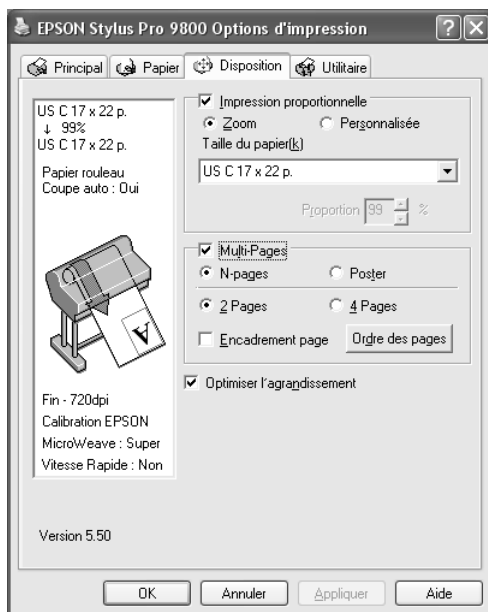 EPSON Stylus Pro 9800 Options d'impression
Principal Papier Disposition Utilitaire
US C 17 x 22 p.
↓ 99%
US C 17 x 22 p.
Papier rouleau
Coupe auto : Oui
A
Fin - 720dpi
Calibration EPSON
MicroWeave : Super
Vitesse Rapide : Non
Version 5.50
Impression proportionnelle
Zoom Personnalisée
Taille du papier(k)
US C 17 x 22 p.
Proportion 99 %
Multi-Pages
N-pages Poster
2 Pages 4 Pages
Encadrement page Ordre des pages
Optimiser l'agrandissement
OK Annuler Appliquer Aide